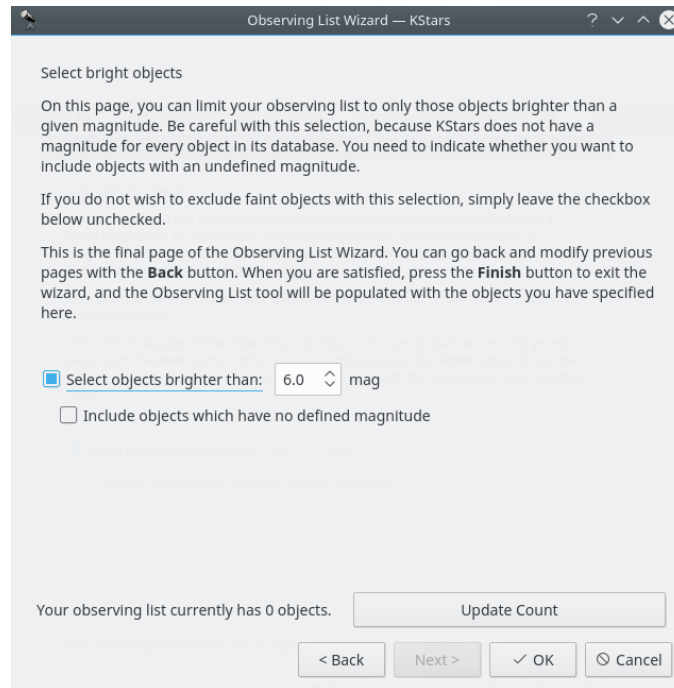 Observing List Wizard — KStars
Select bright objects
On this page, you can limit your observing list to only those objects brighter than a
given magnitude. Be careful with this selection, because KStars does not have a
magnitude for every object in its database. You need to indicate whether you want to
include objects with an undefined magnitude.
If you do not wish to exclude faint objects with this selection, simply leave the checkbox
below unchecked.
This is the final page of the Observing List Wizard. You can go back and modify previous
pages with the Back button. When you are satisfied, press the Finish button to exit the
wizard, and the Observing List tool will be populated with the objects you have specified
here.
Select objects brighter than: 6.0 mag
Include objects which have no defined magnitude
Your observing list currently has 0 objects. Update Count
< Back Next > OK Cancel